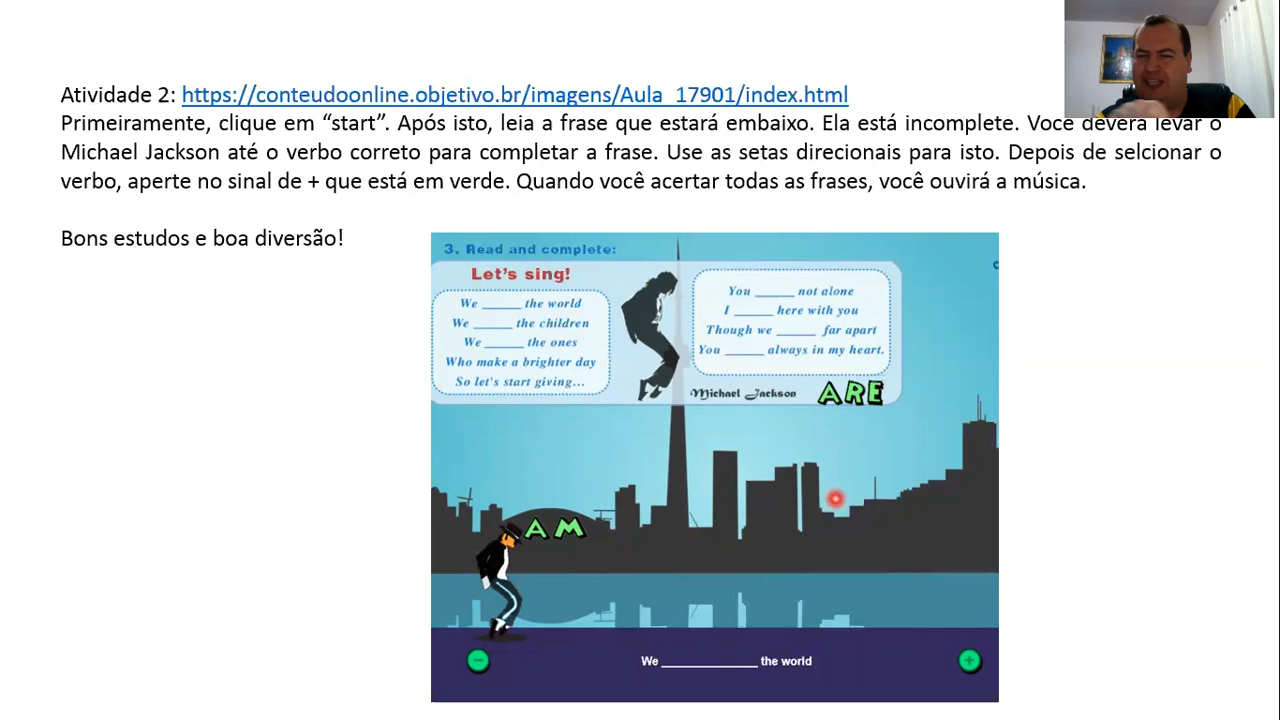 Atividade 2: https://conteudoonline.objetivo.br/imagens/Aula_17901/index.html
Primeiramente, clique em “start”. Após isto, leia a frase que estará embaixo. Ela está incomplete. Você deverá levar o
Michael Jackson até o verbo correto para completar a frase. Use as setas direcionais para isto. Depois de selcionar o
verbo, aperte no sinal de + que está em verde. Quando você acertar todas as frases, você ouvirá a música.
Bons estudos e boa diversão!
3. Read and complete:
Let's sing!
We ______ the world
We ______ the children
We ______ the ones
Who make a brighter day
So let's start giving...
You ______ not alone
I ______ here with you
Though we ______ far apart
You ______ always in my heart.
Michael Jackson
ARE
AM
We ______________ the world